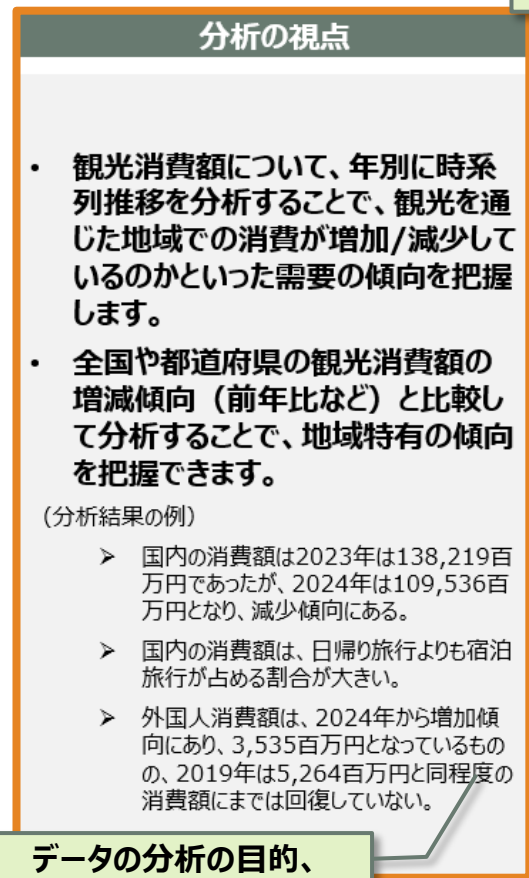 分析の視点
• 観光消費額について、年別に時系
列推移を分析することで、観光を通
じた地域での消費が増加/減少して
いるのかといった需要の傾向を把握
します。
• 全国や都道府県の観光消費額の
増減傾向（前年比など）と比較し
て分析することで、地域特有の傾向
を把握できます。
（分析結果の例）
➢ 国内の消費額は2023年は138,219百
万円であったが、2024年は109,536百
万円となり、減少傾向にある。
➢ 国内の消費額は、日帰り旅行よりも宿泊
旅行が占める割合が大きい。
➢ 外国人消費額は、2024年から増加傾
向にあり、3,535百万円となっているもの
の、2019年は5,264百万円と同程度の
消費額にまでは回復していない。
データの分析の目的、